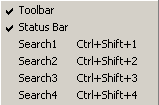 Toolbar
Status Bar
Search1 Ctrl+Shift+1
Search2 Ctrl+Shift+2
Search3 Ctrl+Shift+3
Search4 Ctrl+Shift+4